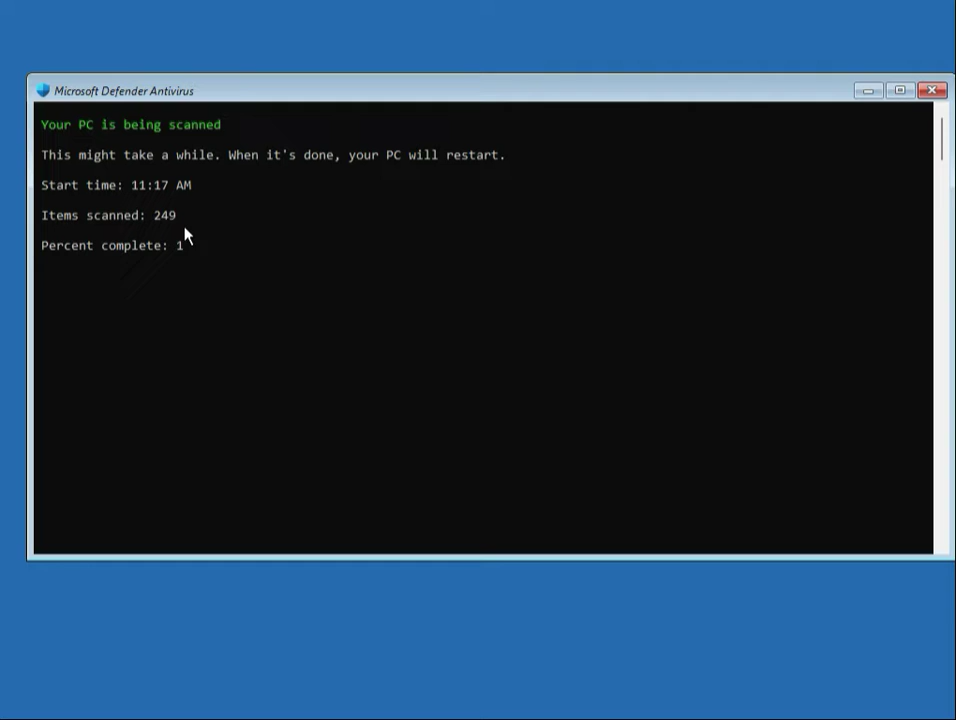 Microsoft Defender Antivirus
Your PC is being scanned
This might take a while. When it's done, your PC will restart.
Start time: 11:17 AM
Items scanned: 249
Percent complete: 1